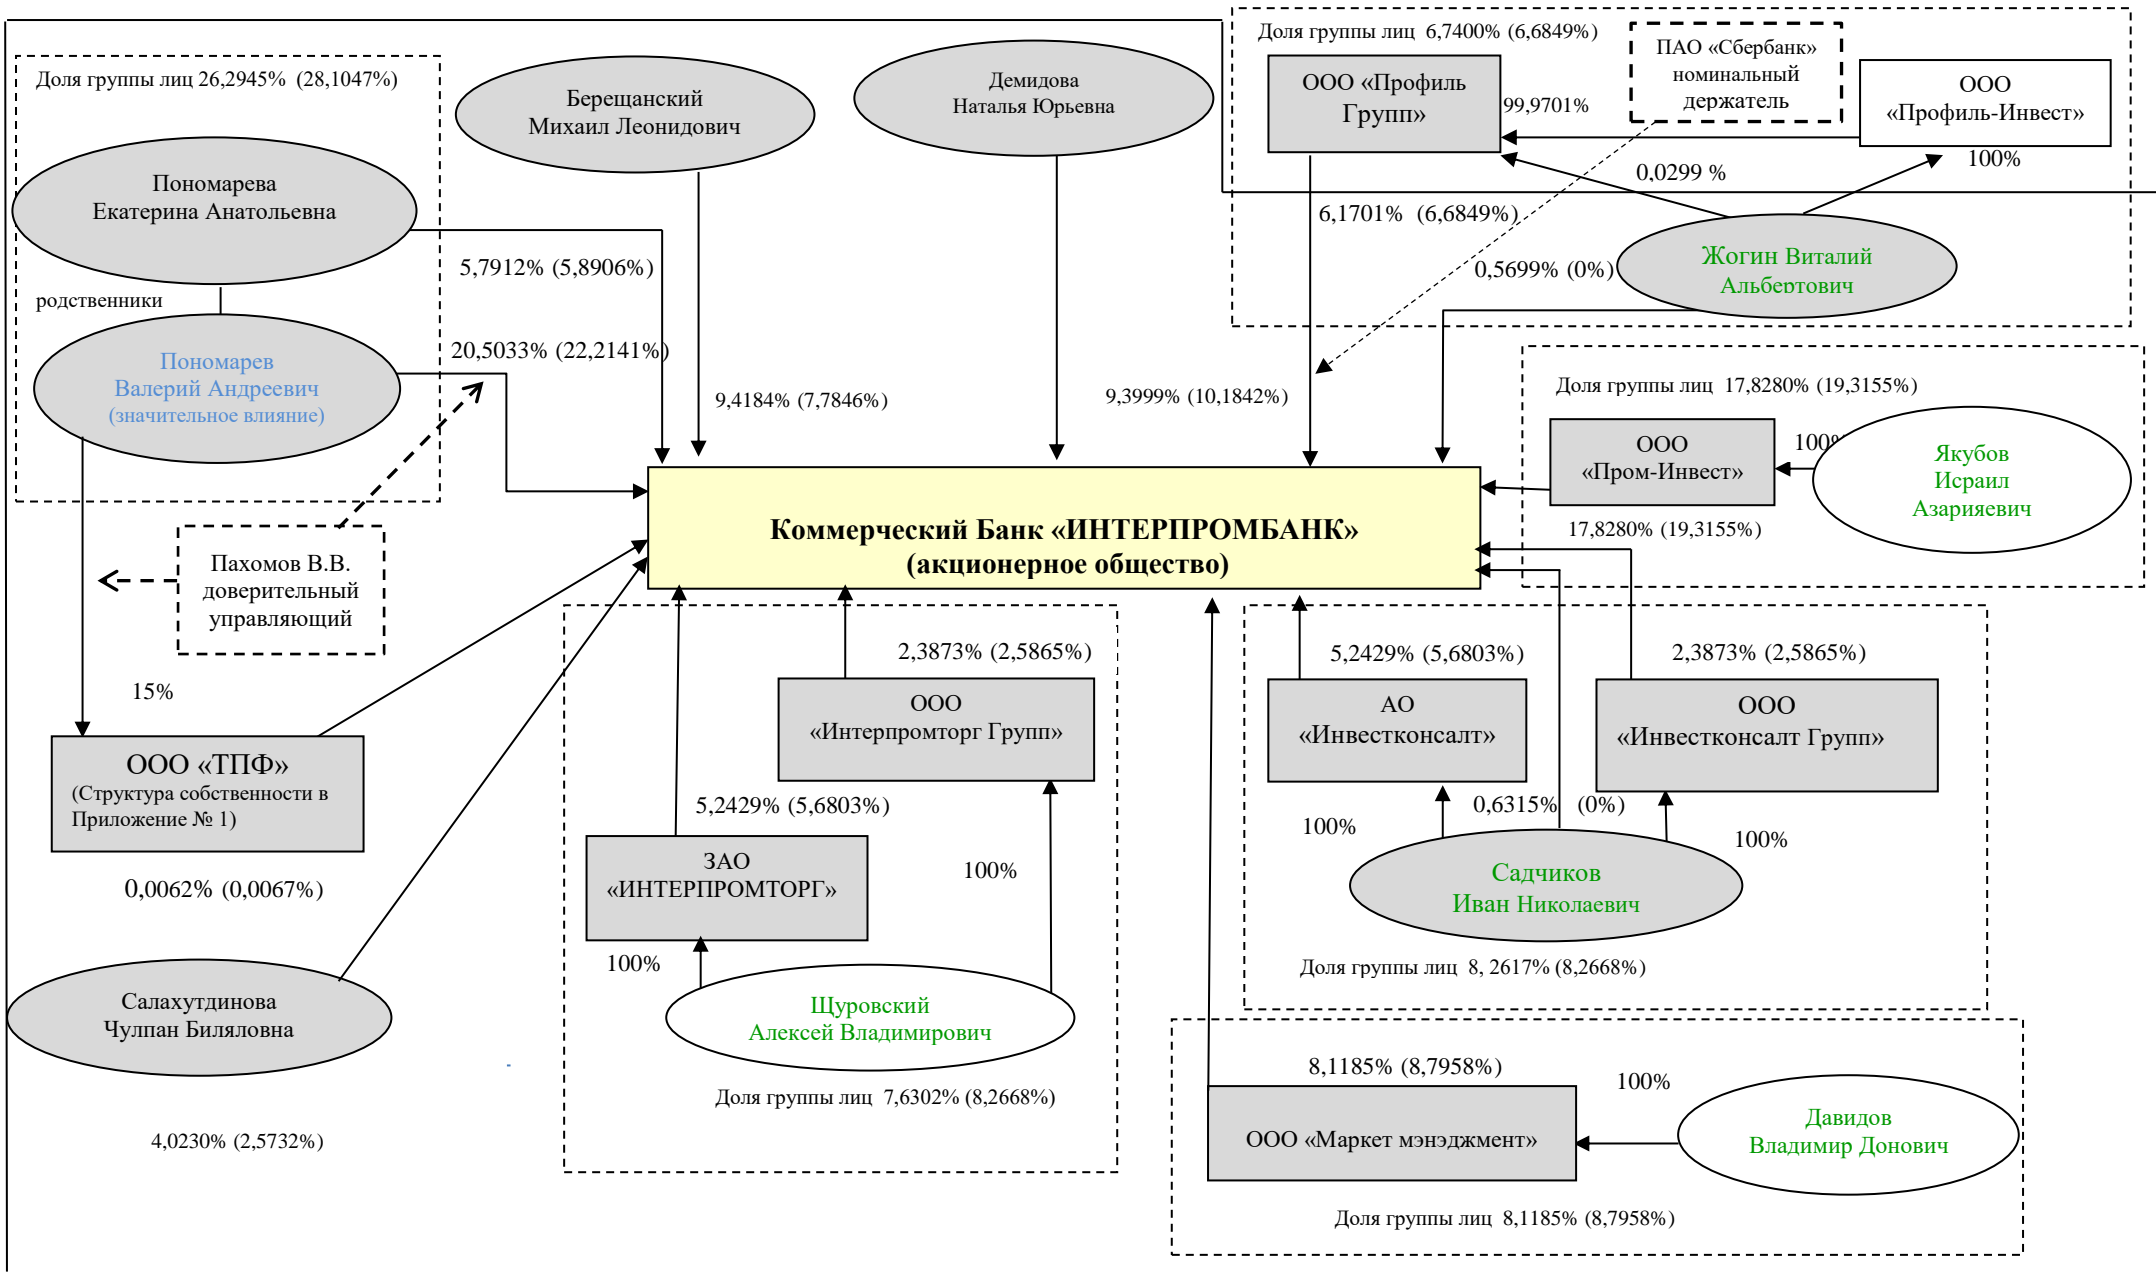 Доля группы лиц 26,2945% (28,1047%)
Пономарева
Екатерина Анатольевна
родственники
Пономарев
Валерий Андреевич
(значительное влияние)
5,7912% (5,8906%)
20,5033% (22,2141%)
Берещанский
Михаил Леонидович
9,4184% (7,7846%)
Демидова
Наталья Юрьевна
9,3999% (10,1842%)
Доля группы лиц 6,7400% (6,6849%)
ООО «Профиль
Групп»
99,9701%
ПАО «Сбербанк»
номинальный
держатель
ООО
«Профиль-Инвест»
100%
0,0299 %
6,1701% (6,6849%)
0,5699% (0%)
Жогин Виталий
Альбертович
Доля группы лиц 17,8280% (19,3155%)
ООО
«Пром-Инвест»
100%
Якубов
Исраил
Азарияевич
17,8280% (19,3155%)
Коммерческий Банк «ИНТЕРПРОМБАНК»
(акционерное общество)
Пахомов В.В.
доверительный
управляющий
15%
ООО «ТПФ»
(Структура собственности в
Приложение № 1)
0,0062% (0,0067%)
Салахутдинова
Чулпан Биляловна
4,0230% (2,5732%)
2,3873% (2,5865%)
ООО
«Интерпромторг Групп»
5,2429% (5,6803%)
ЗАО
«ИНТЕРПРОМТОРГ»
100%
100%
Щуровский
Алексей Владимирович
Доля группы лиц 7,6302% (8,2668%)
5,2429% (5,6803%)
2,3873% (2,5865%)
АО
«Инвестконсалт»
ООО
«Инвестконсалт Групп»
0,6315% (0%)
100%
100%
Садчиков
Иван Николаевич
Доля группы лиц 8, 2617% (8,2668%)
8,1185% (8,7958%)
100%
ООО «Маркет мэнэджмент»
Давидов
Владимир Донович
Доля группы лиц 8,1185% (8,7958%)